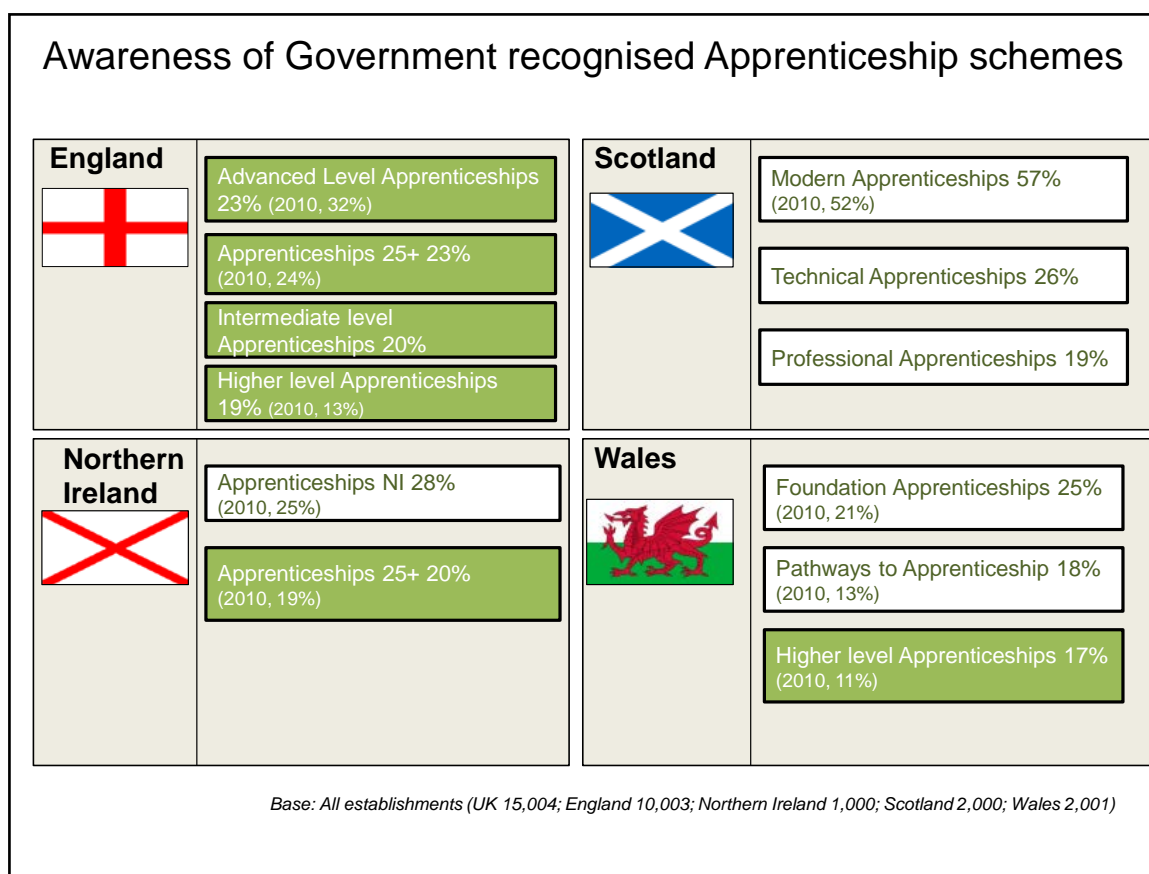 Awareness of Government recognised Apprenticeship schemes
England
Advanced Level Apprenticeships
23% (2010, 32%)
Apprenticeships 25+ 23%
(2010, 24%)
Intermediate level
Apprenticeships 20%
Higher level Apprenticeships
19% (2010, 13%)
Scotland
Modern Apprenticeships 57%
(2010, 52%)
Technical Apprenticeships 26%
Professional Apprenticeships 19%
Northern
Ireland
Apprenticeships NI 28%
(2010, 25%)
Apprenticeships 25+ 20%
(2010, 19%)
Wales
Foundation Apprenticeships 25%
(2010, 21%)
Pathways to Apprenticeship 18%
(2010, 13%)
Higher level Apprenticeships 17%
(2010, 11%)
Base: All establishments (UK 15,004; England 10,003; Northern Ireland 1,000; Scotland 2,000; Wales 2,001)